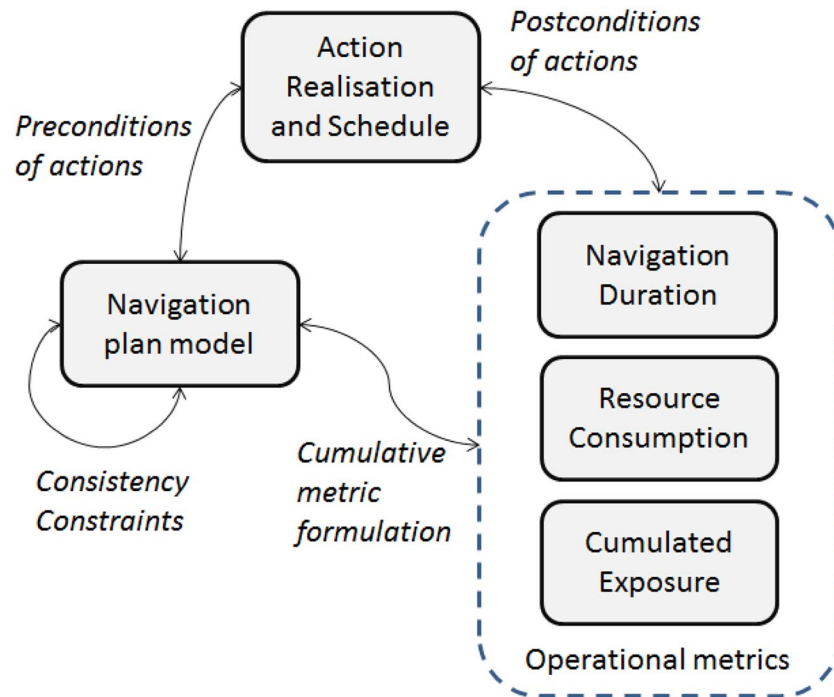 Postconditions
of actions
Action
Realisation
and Schedule
Preconditions
of actions
Navigation
plan model
Navigation
Duration
Resource
Consumption
Consistency
Constraints
Cumulative
metric
formulation
Cumulated
Exposure
Operational metrics